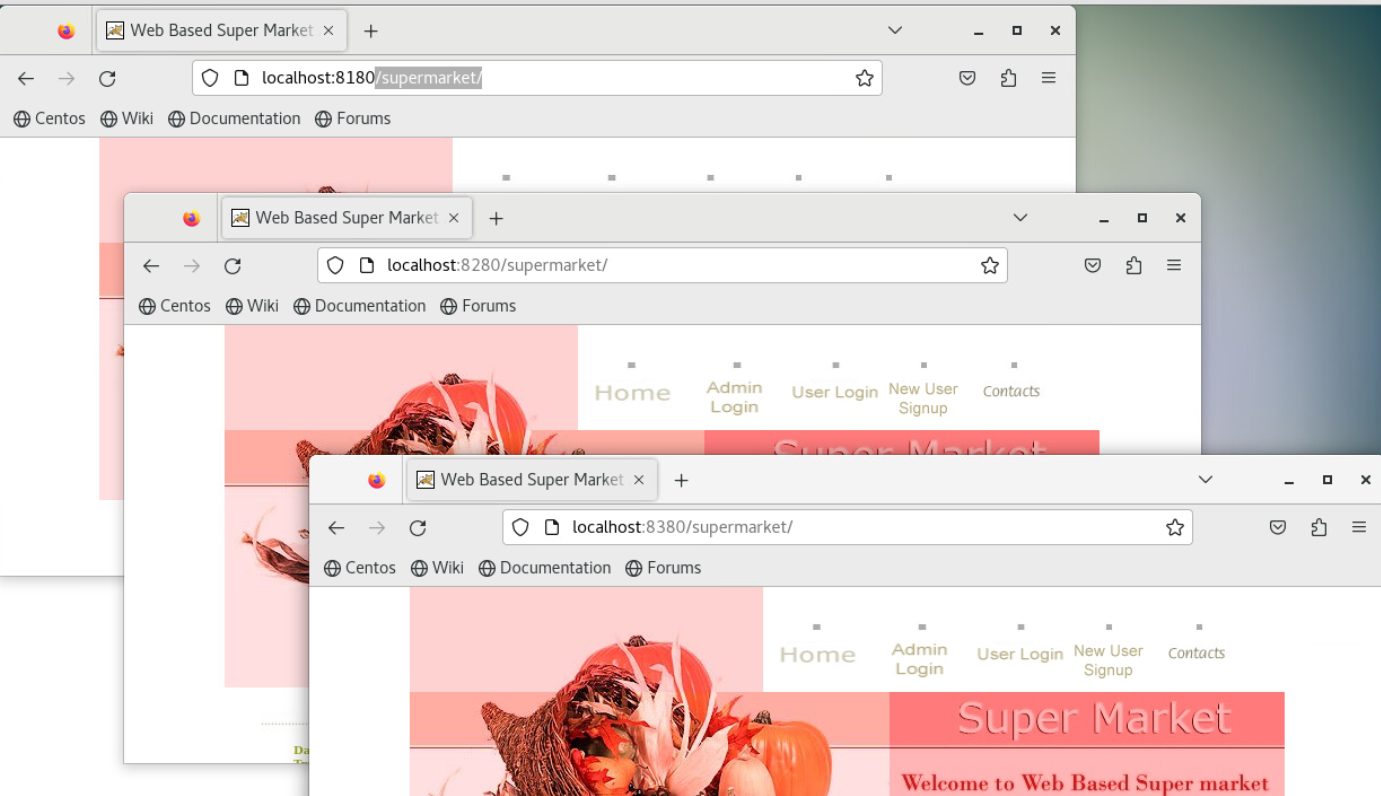 Web Based Super Market
localhost:8180/supermarket/
Centos Wiki Documentation Forums
Web Based Super Market
localhost:8280/supermarket/
Centos Wiki Documentation Forums
Home Admin Login User Login New User Signup Contacts
Super Market
Web Based Super Market
localhost:8380/supermarket/
Centos Wiki Documentation Forums
Home Admin Login User Login New User Signup Contacts
Super Market
Welcome to Web Based Super market